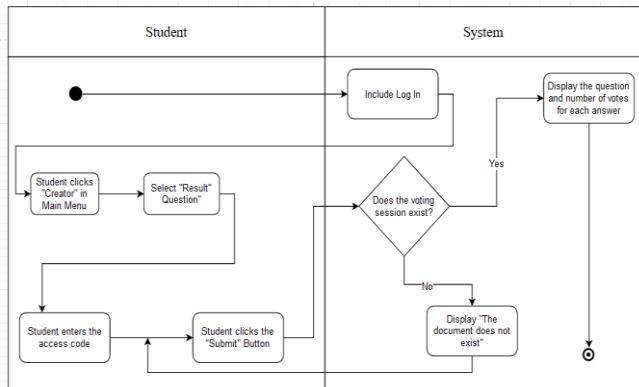 Student
System
Include Log In
Display the question
and number of votes
for each answer
Student clicks
"Creator" in
Main Menu
Select "Result"
Question"
Does the voting
session exist?
Yes
No
Student enters the
access code
Student clicks the
"Submit" Button
Display "The
document does not
exist"